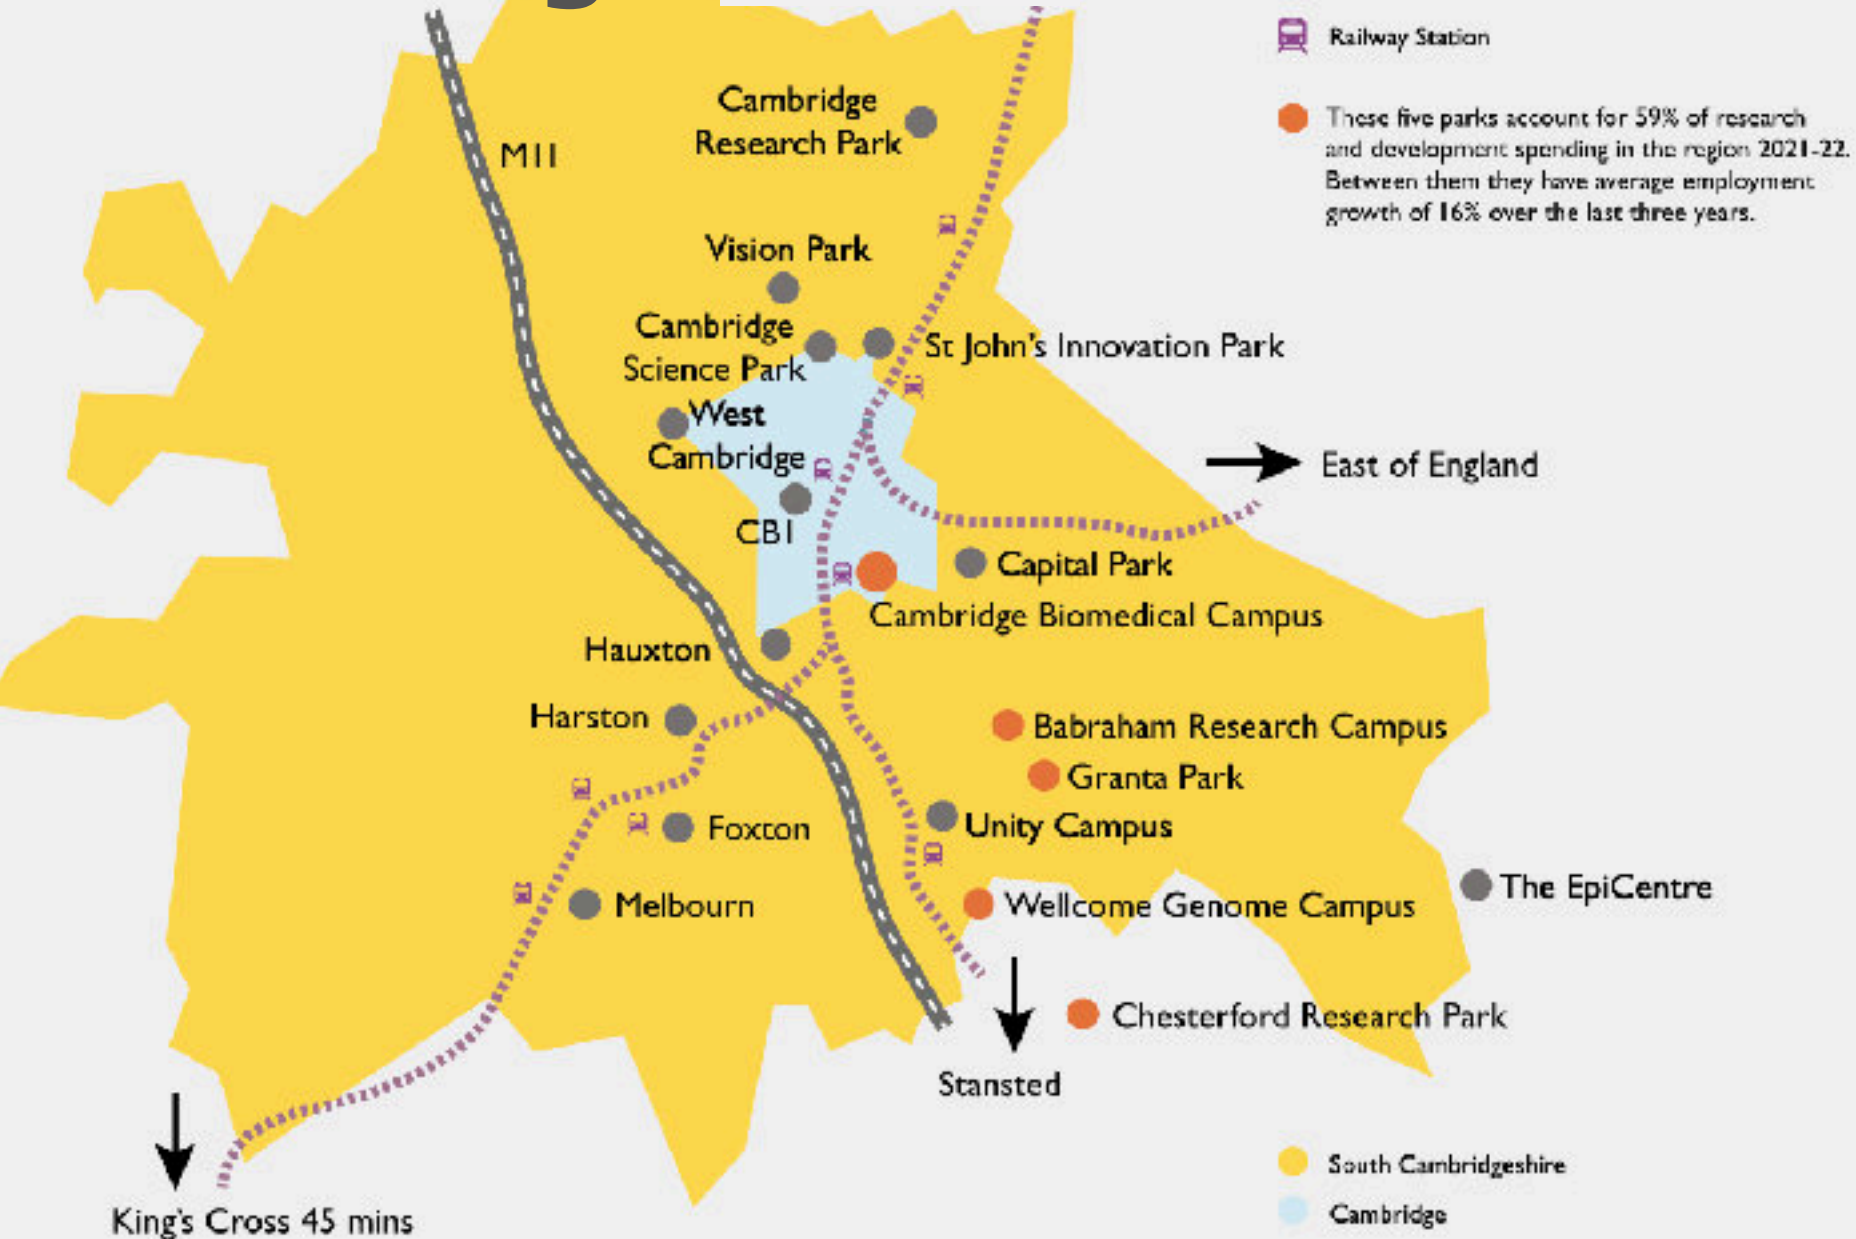 Railway Station
These five parks account for 59% of research
and development spending in the region 2021-22.
Between them they have average employment
growth of 16% over the last three years.
Cambridge
Research Park
M11
Vision Park
Cambridge
Science Park
St John's Innovation Park
West
Cambridge
East of England
CB1
Capital Park
Cambridge Biomedical Campus
Hauxton
Harston
Babraham Research Campus
Granta Park
Foxton
Unity Campus
The EpiCentre
Melbourn
Wellcome Genome Campus
Chesterford Research Park
Stansted
South Cambridgeshire
Cambridge
King's Cross 45 mins